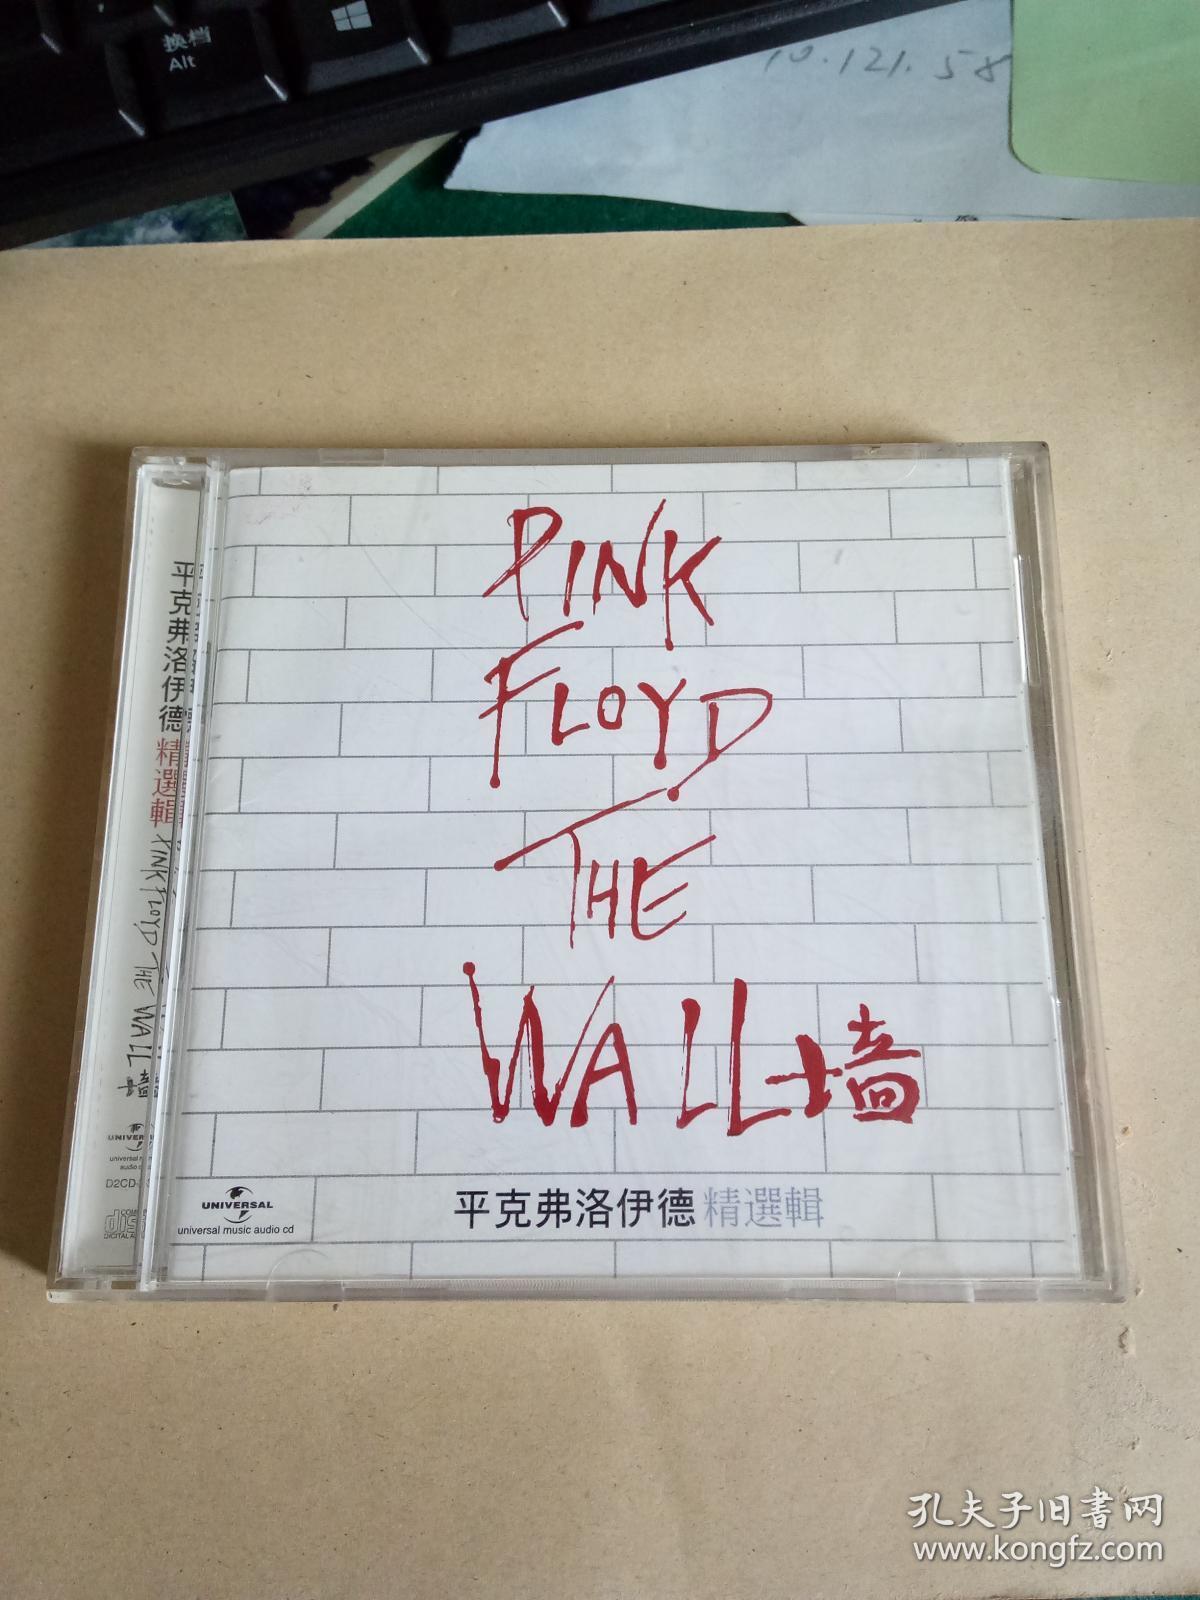 换档
Alt
10.121.58
PINK
FLOYD
THE
WALL墙
平克弗洛伊德 精選輯
UNIVERSAL
universal music audio cd
平克弗洛伊德 精選輯 PINK FLOYD THE WALL 墙
D2CD
孔夫子旧书网
www.kongfz.com